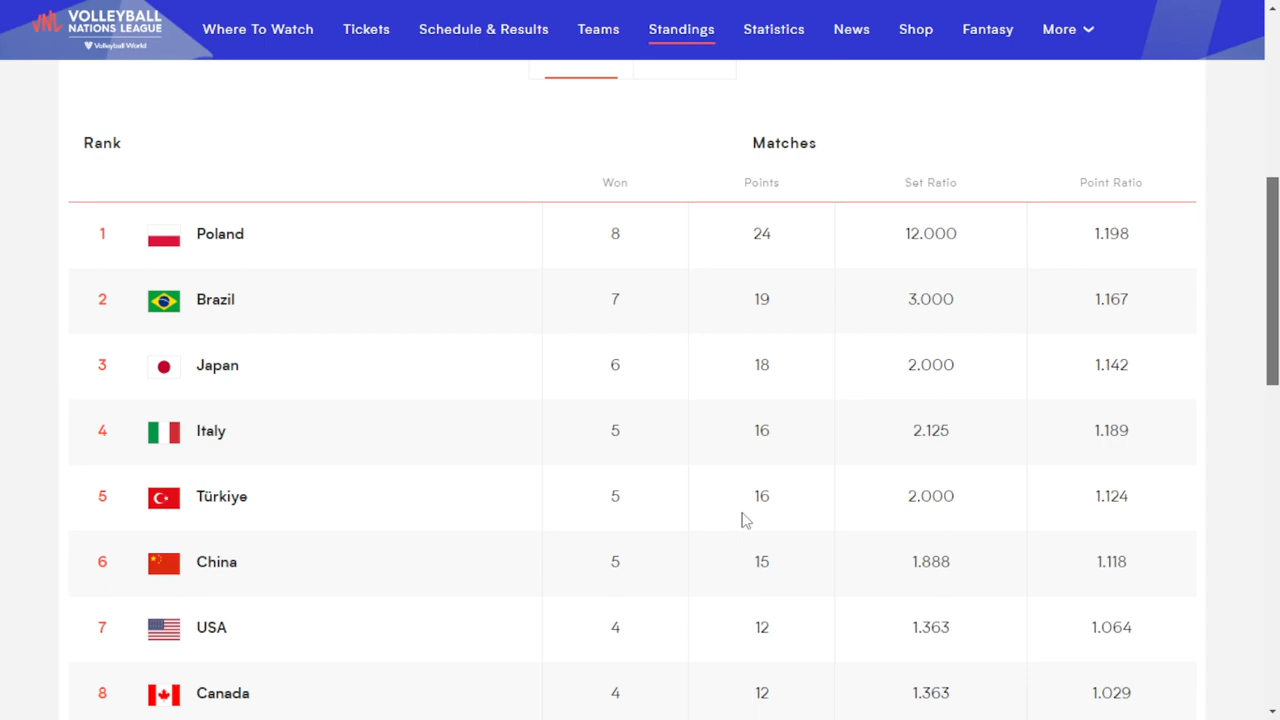 VOLLEYBALL
NATIONS LEAGUE
Volleyball World
Where To Watch Tickets Schedule & Results Teams Standings Statistics News Shop Fantasy More
Rank Matches
Won Points Set Ratio Point Ratio
1 Poland 8 24 12.000 1.198
2 Brazil 7 19 3.000 1.167
3 Japan 6 18 2.000 1.142
4 Italy 5 16 2.125 1.189
5 Türkiye 5 16 2.000 1.124
6 China 5 15 1.888 1.118
7 USA 4 12 1.363 1.064
8 Canada 4 12 1.363 1.029